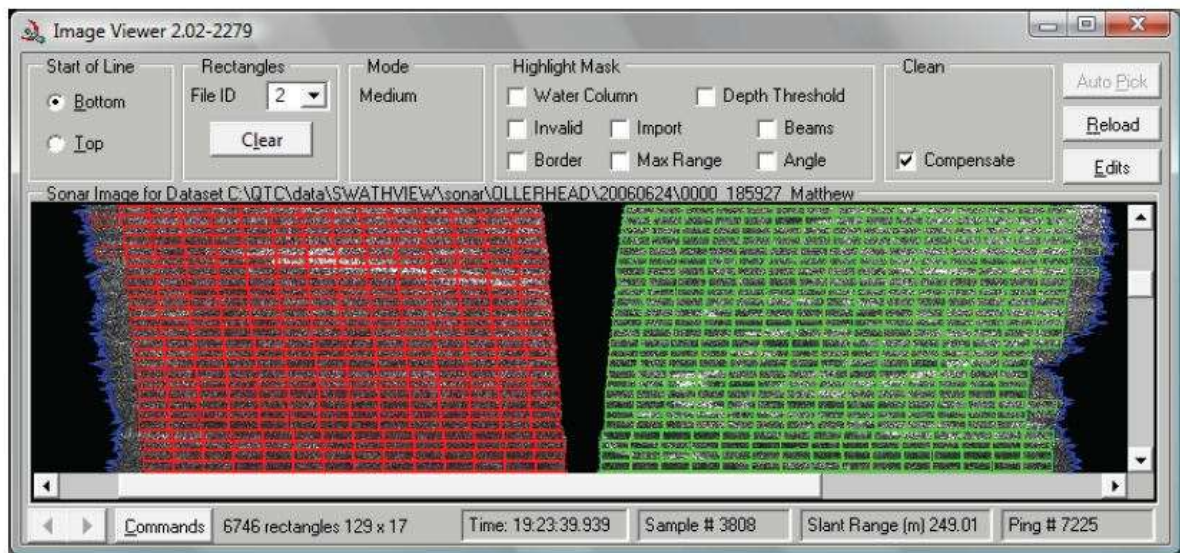 Image Viewer 2.02-2279
Start of Line
Bottom
Top
Rectangles
File ID 2
Clear
Mode
Medium
Highlight Mask
Water Column Depth Threshold
Invalid Import Beams
Border Max Range Angle
Clean
Compensate
Auto Pick
Reload
Edits
Sonar Image for Dataset C:\QTC\data\SWATHVIEW\sonar\OLLERHEAD\20060624\0000_185927_Matthew
Commands 6746 rectangles 129 x 17 Time: 19:23:39.939 Sample # 3808 Slant Range (m) 249.01 Ping # 7225